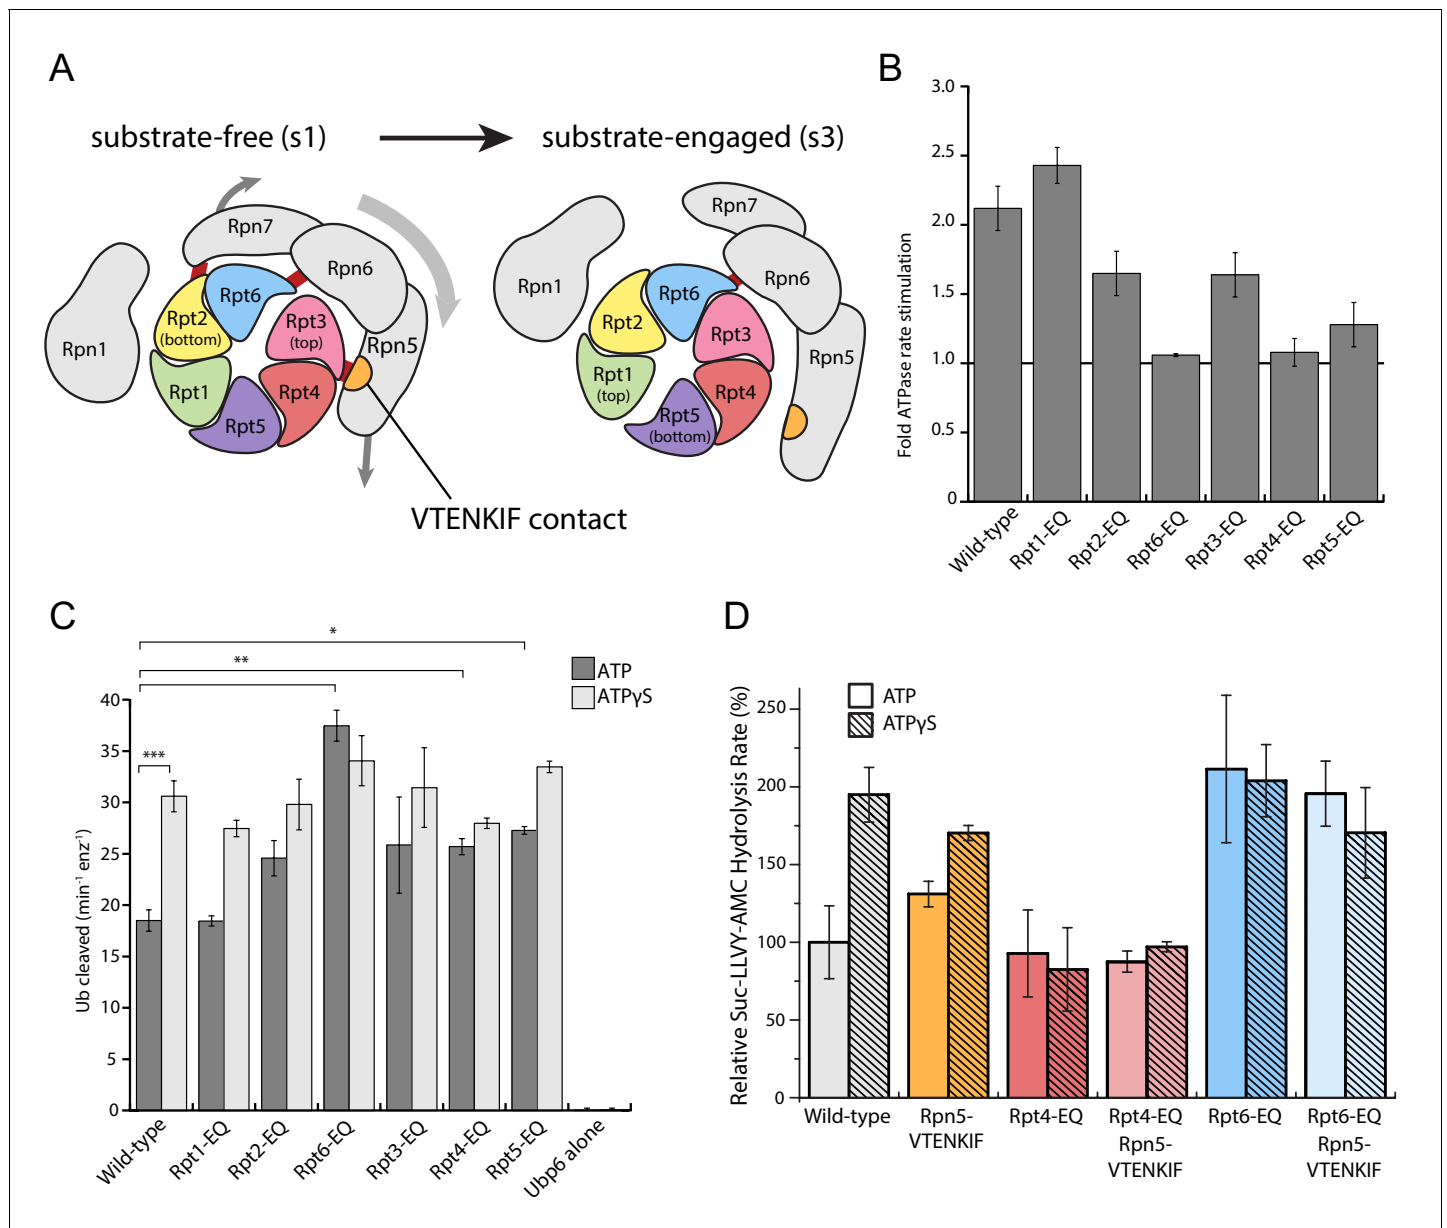 A
substrate-free (s1)
substrate-engaged (s3)
Rpn7
Rpn6
Rpt6
Rpt2
(bottom)
Rpt3
(top)
Rpn5
Rpn1
Rpt1
Rpt4
Rpt5
VTENKIF contact
Rpn7
Rpn1
Rpn6
Rpt6
Rpt2
Rpt3
Rpn5
Rpt1
(top)
Rpt4
Rpt5
(bottom)
B
Fold ATPase rate stimulation
3.0
2.5
2.0
1.5
1.0
0.5
0
Wild-type
Rpt1-EQ
Rpt2-EQ
Rpt6-EQ
Rpt3-EQ
Rpt4-EQ
Rpt5-EQ
C
*
**
***
ATP
ATPγS
Ub cleaved (min⁻¹ enz⁻¹)
40
35
30
25
20
15
10
5
0
Wild-type
Rpt1-EQ
Rpt2-EQ
Rpt6-EQ
Rpt3-EQ
Rpt4-EQ
Rpt5-EQ
Ubp6 alone
D
ATP
ATPγS
Relative Suc-LLVY-AMC Hydrolysis Rate (%)
250
200
150
100
50
0
Wild-type
Rpn5-
VTENKIF
Rpt4-EQ
Rpt4-EQ
Rpn5-
VTENKIF
Rpt6-EQ
Rpt6-EQ
Rpn5-
VTENKIF